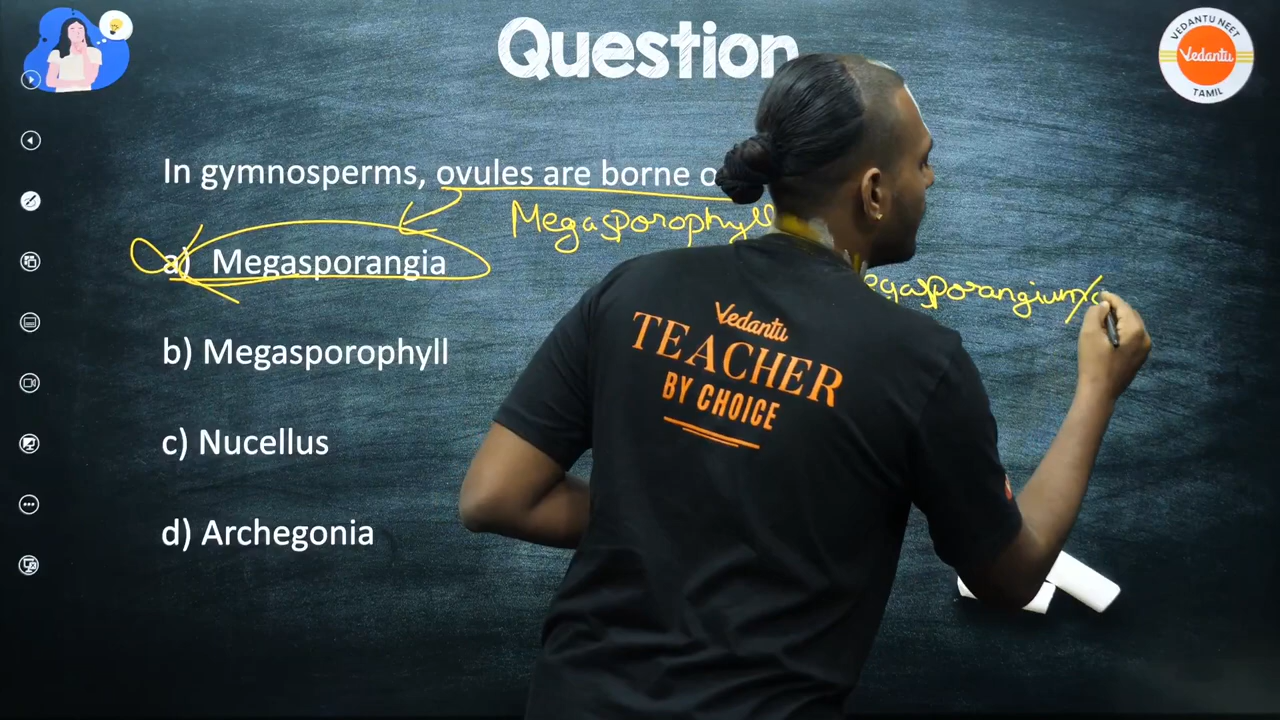 Question
VEDANTU NEET
Vedantu
TAMIL
In gymnosperms, ovules are borne
Megasporophyll
a) Megasporangia
b) Megasporophyll
c) Nucellus
d) Archegonia
Vedantu
TEACHER
BY CHOICE